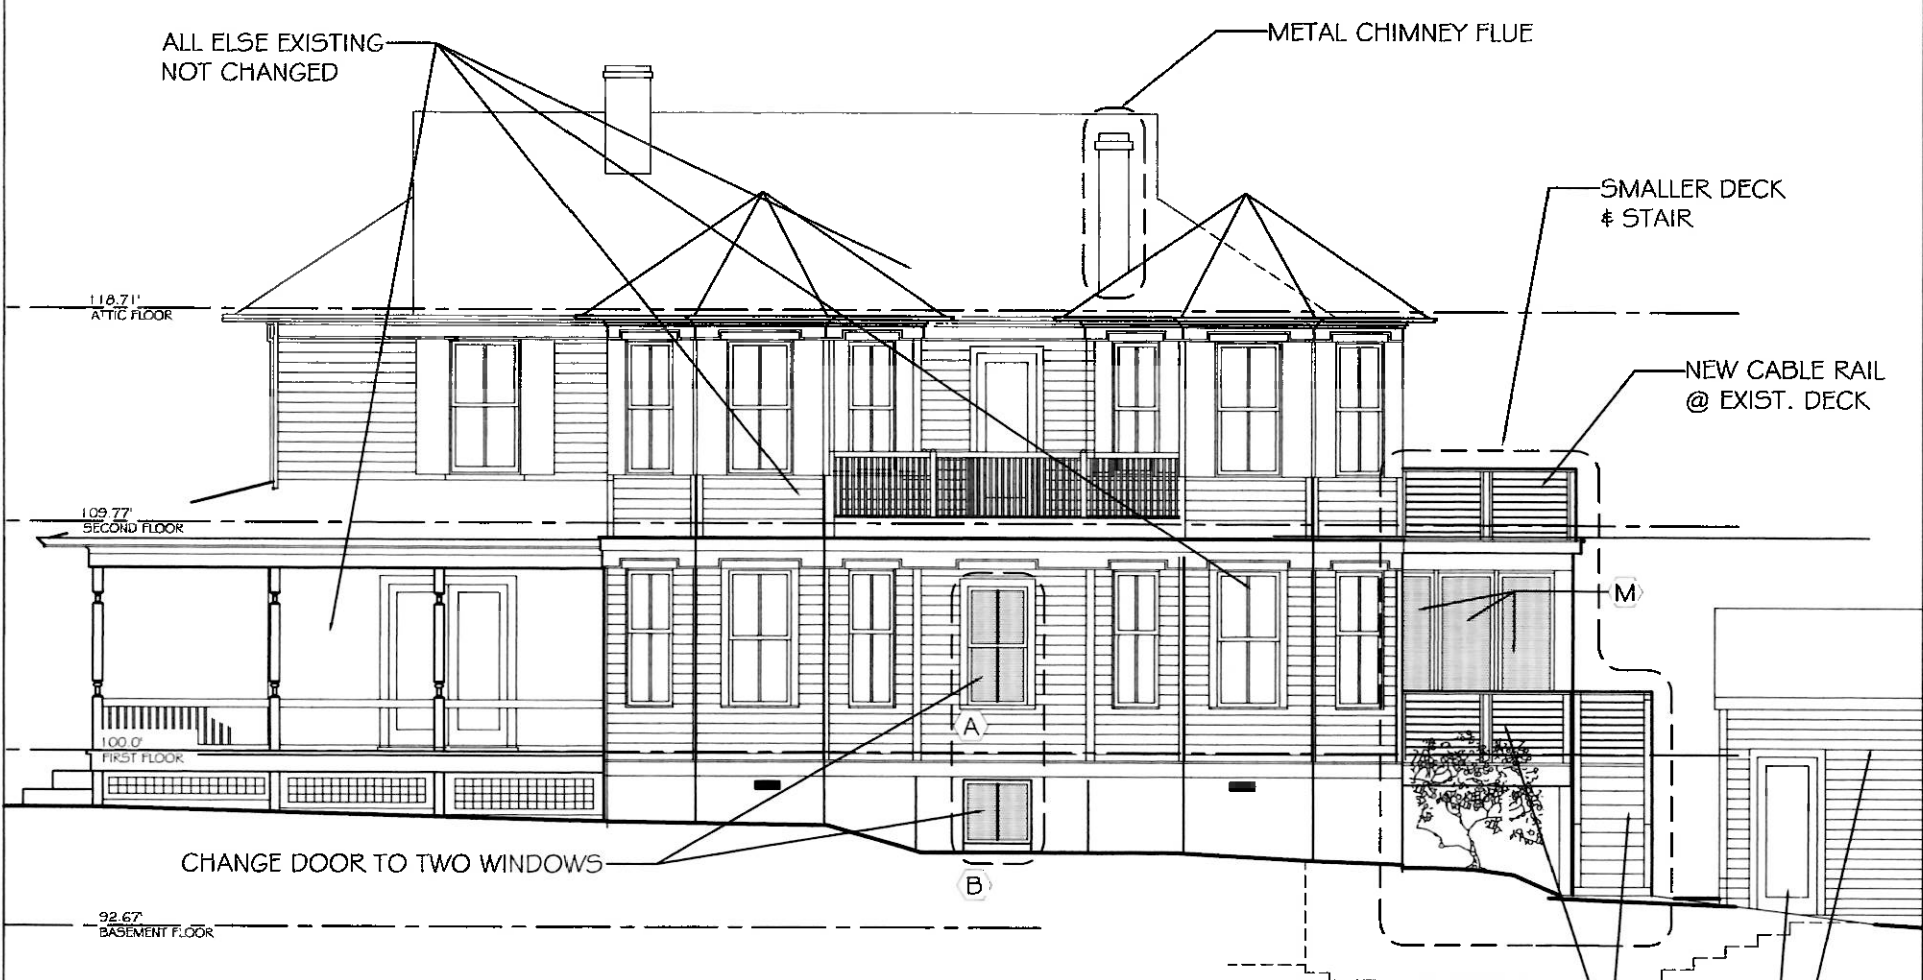 METAL CHIMNEY FLUE
ALL ELSE EXISTING
NOT CHANGED
SMALLER DECK
& STAIR
118.71'
ATTIC FLOOR
NEW CABLE RAIL
@ EXIST. DECK
109.77'
SECOND FLOOR
M
A
100.0'
FIRST FLOOR
CHANGE DOOR TO TWO WINDOWS
B
92.67'
BASEMENT FLOOR